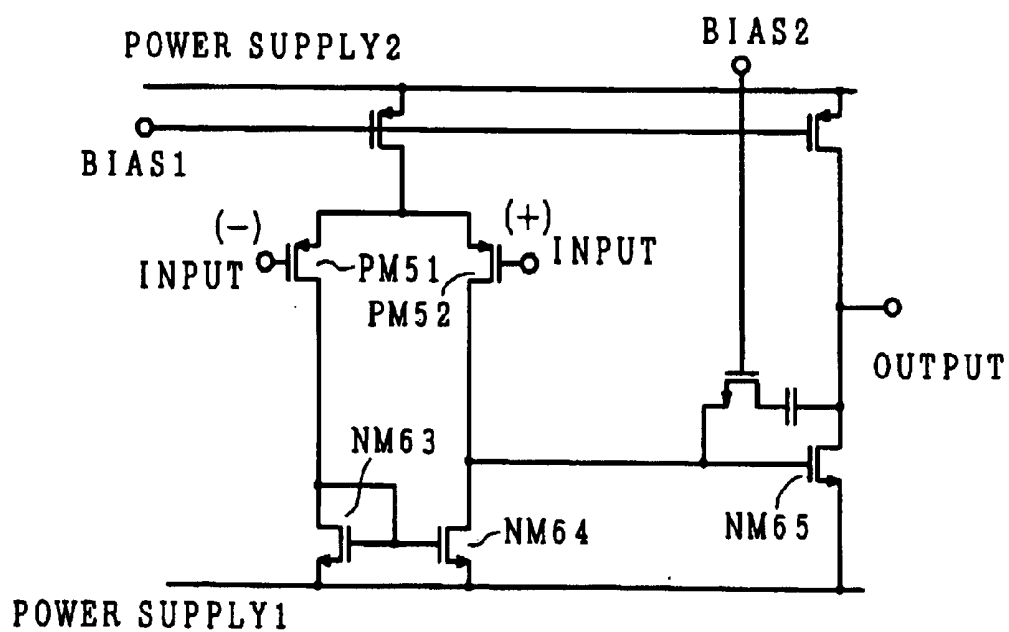 BIAS2
POWER SUPPLY2
BIAS1
(−)
(+)
INPUT
INPUT
PM51
PM52
OUTPUT
NM63
NM64
NM65
POWER SUPPLY1